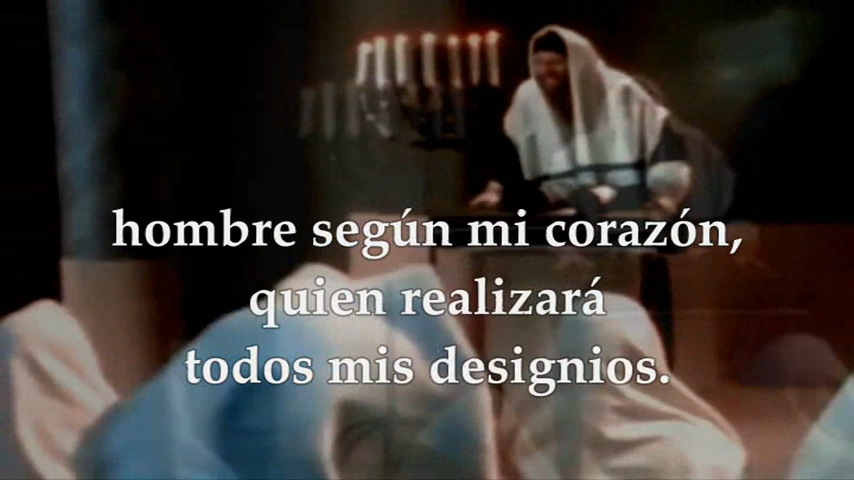 hombre según mi corazón,
quien realizará
todos mis designios.